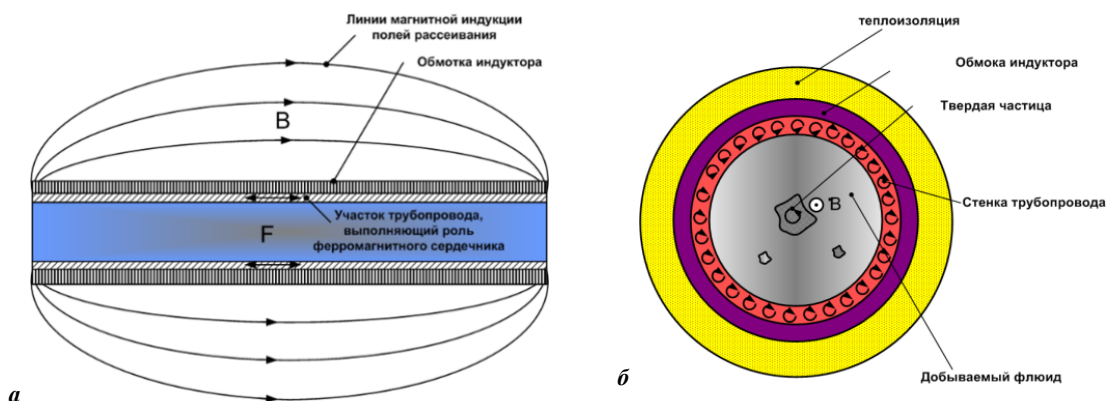 Линии магнитной индукции
полей рассеивания
Обмотка индуктора
B
Участок трубопровода,
выполняющий роль
ферромагнитного сердечника
F
а
теплоизоляция
Обмока индуктора
Твердая частица
B
Стенка трубопровода
Добываемый флюид
б